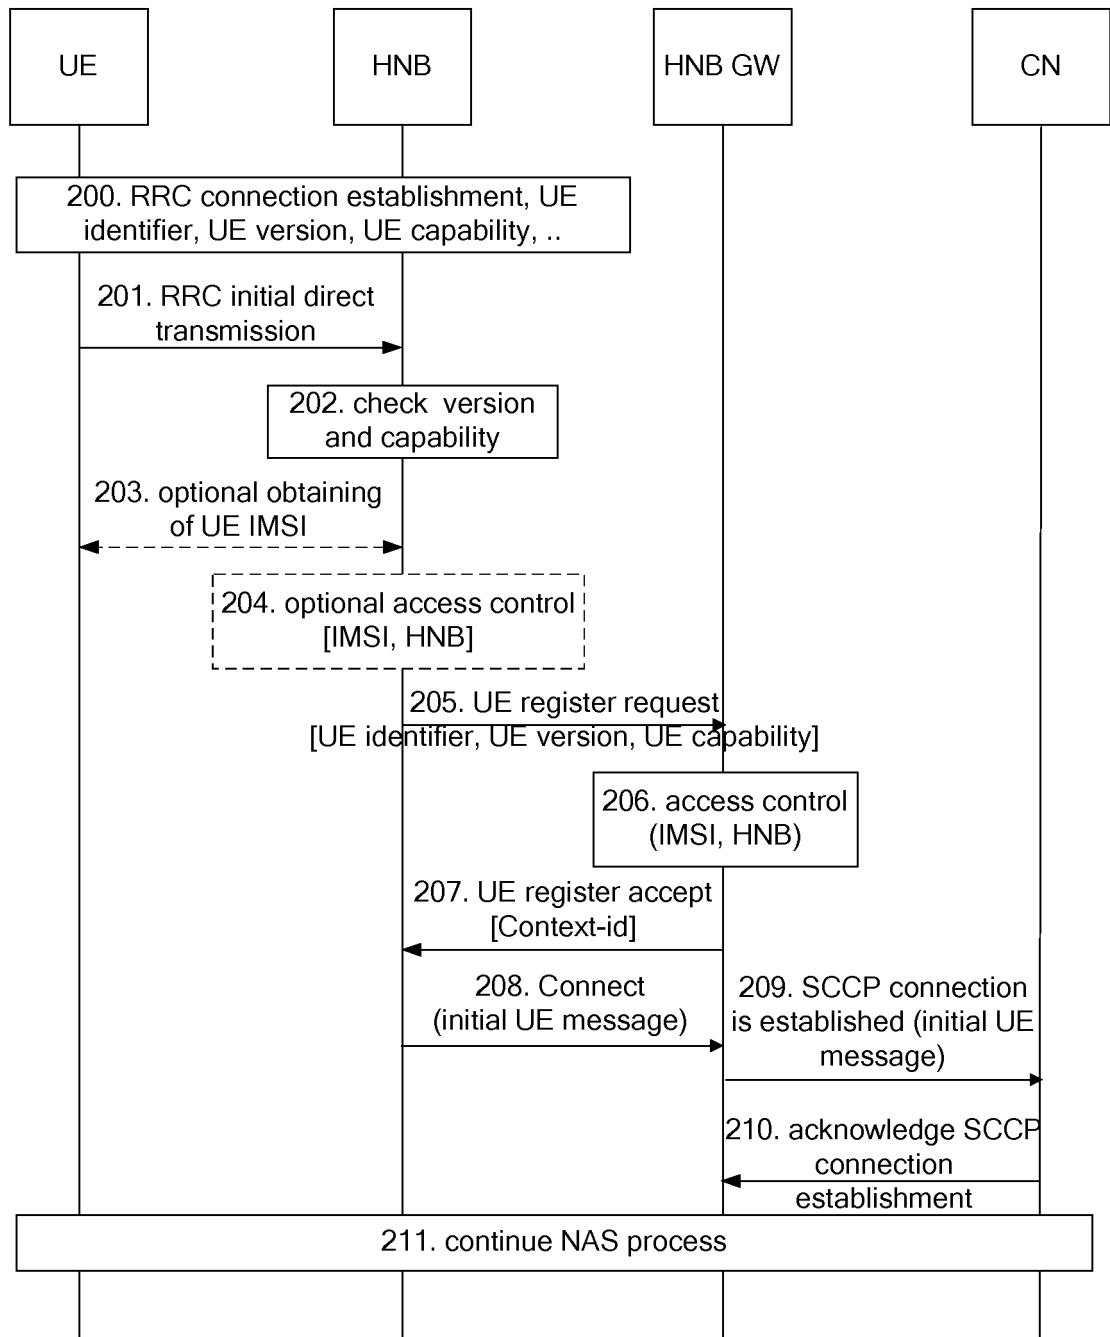 UE
HNB
HNB GW
CN
200. RRC connection establishment, UE
identifier, UE version, UE capability, ..
201. RRC initial direct
transmission
202. check version
and capability
203. optional obtaining
of UE IMSI
204. optional access control
[IMSI, HNB]
205. UE register request
[UE identifier, UE version, UE capability]
206. access control
(IMSI, HNB)
207. UE register accept
[Context-id]
208. Connect
(initial UE message)
209. SCCP connection
is established (initial UE
message)
210. acknowledge SCCP
connection
establishment
211. continue NAS process